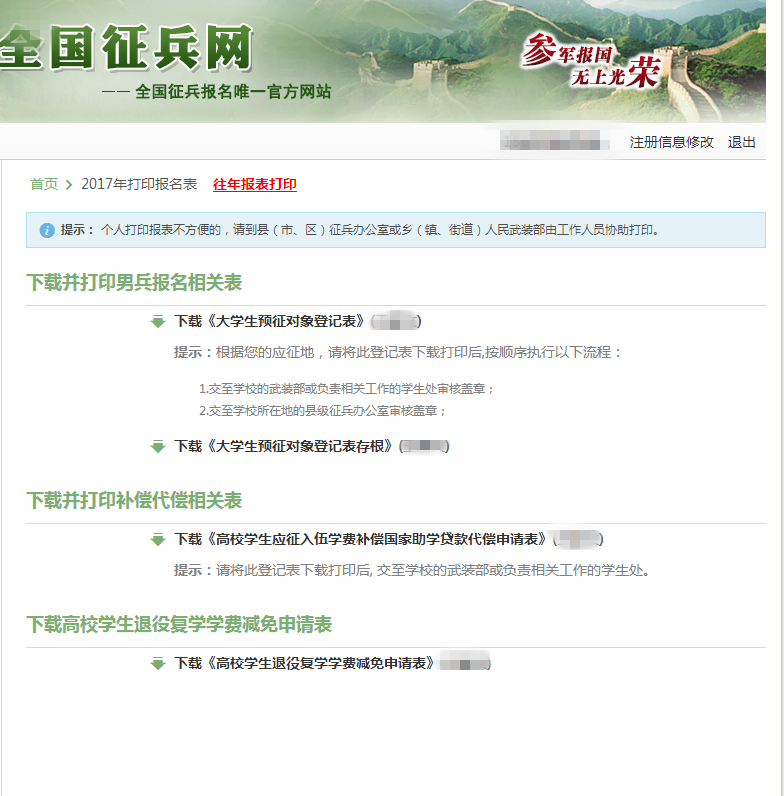 全国征兵网
—— 全国征兵报名唯一官方网站
参军报国
无上光荣
注册信息修改 退出
首页 > 2017年打印报名表 往年报表打印
提示： 个人打印报表不方便的，请到县（市、区）征兵办公室或乡（镇、街道）人民武装部由工作人员协助打印。
下载并打印男兵报名相关表
下载《大学生预征对象登记表》( )
提示：根据您的应征地，请将此登记表下载打印后,按顺序执行以下流程：
1.交至学校的武装部或负责相关工作的学生处审核盖章；
2.交至学校所在地的县级征兵办公室审核盖章；
下载《大学生预征对象登记表存根》( )
下载并打印补偿代偿相关表
下载《高校学生应征入伍学费补偿国家助学贷款代偿申请表》( )
提示：请将此登记表下载打印后, 交至学校的武装部或负责相关工作的学生处。
下载高校学生退役复学学费减免申请表
下载《高校学生退役复学学费减免申请表》